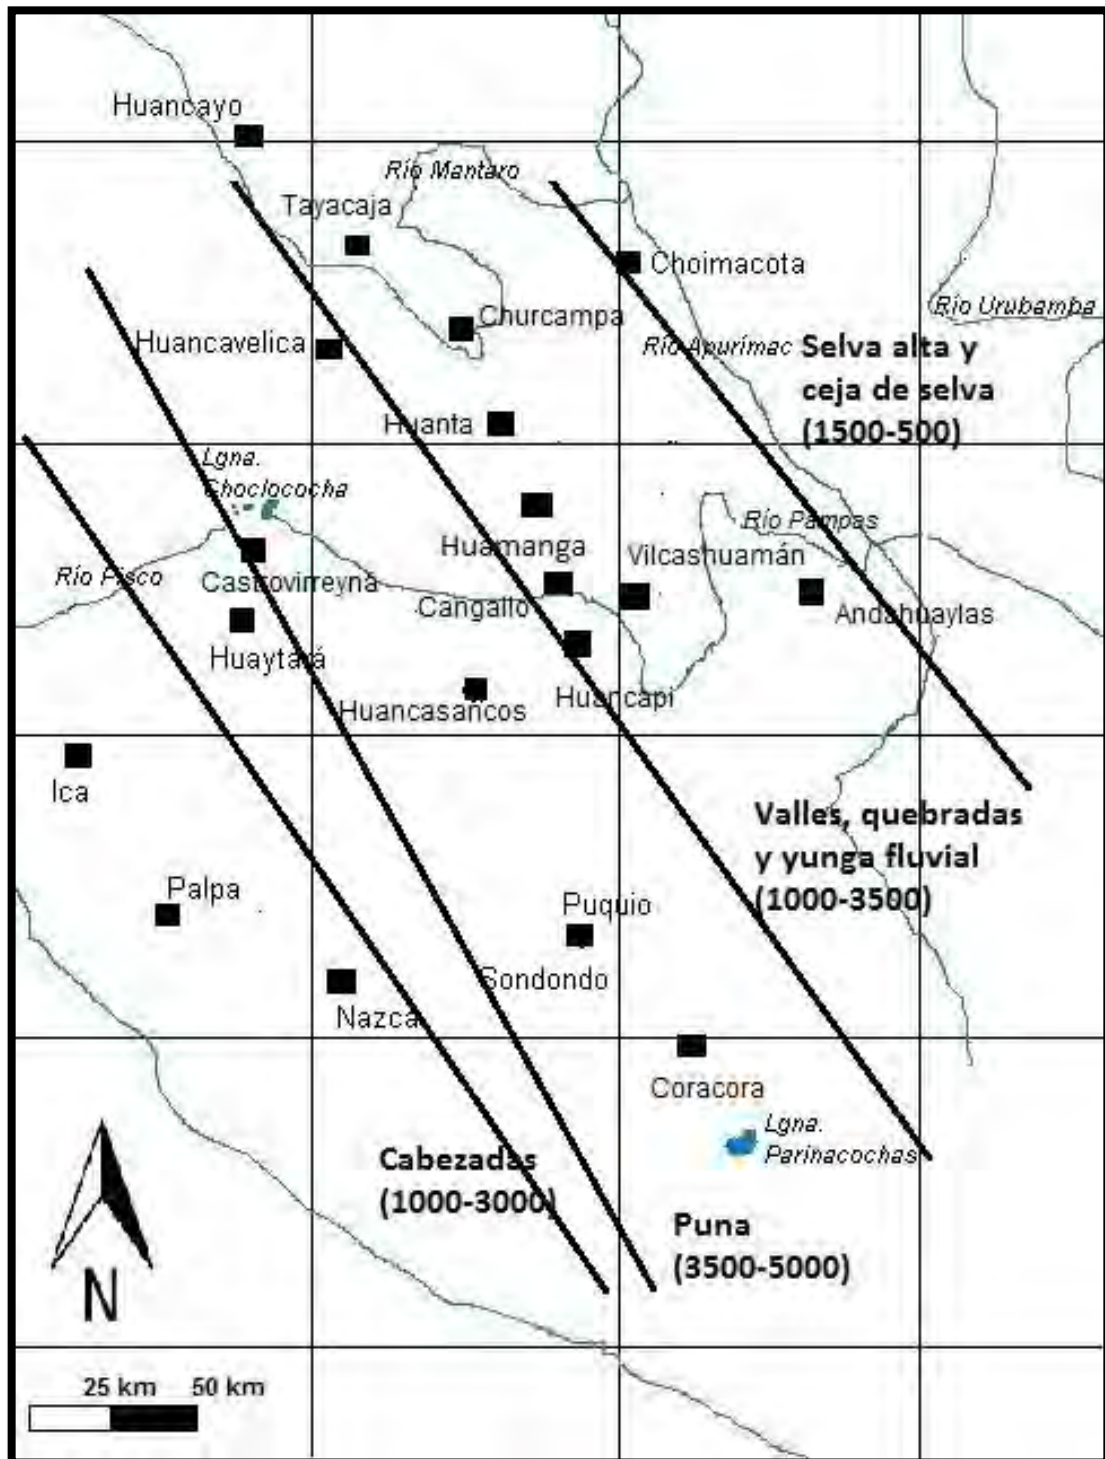 Huancayo
Río Mantaro
Tayacaja
Choimacota
Río Urubamba
Churcampa
Huancavelica
Río Apurímac
Selva alta y
ceja de selva
(1500-500)
Huanta
Lgna.
Choclococha
Río Pampas
Huamanga
Vilcashuamán
Río Pisco
Castrovirreyna
Cangallo
Andahuaylas
Huaytará
Huancapi
Huancasancos
Ica
Valles, quebradas
y yunga fluvial
(1000-3500)
Palpa
Puquio
Sondondo
Nazca
Coracora
Lgna.
Parinacochas
Cabezadas
(1000-3000)
Puna
(3500-5000)
N
25 km 50 km